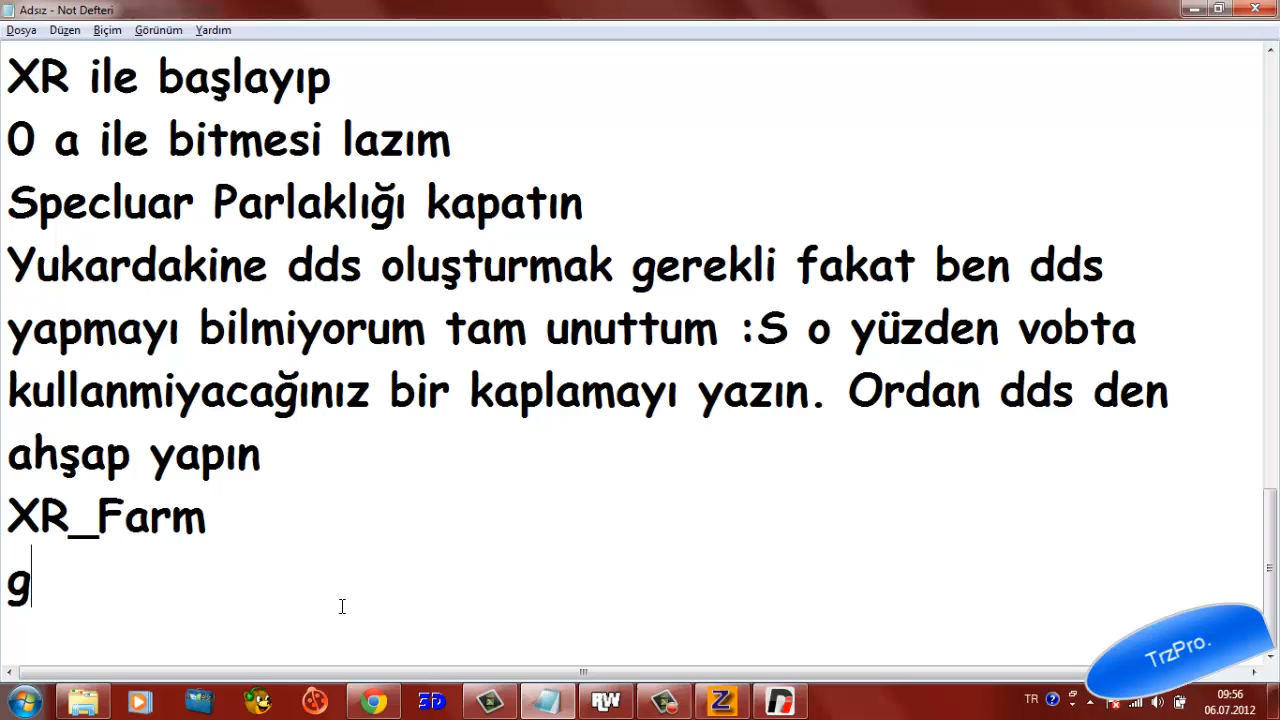 Adsız - Not Defteri
Dosya Düzen Biçim Görünüm Yardım
XR ile başlayıp
0 a ile bitmesi lazım
Specluar Parlaklığı kapatın
Yukardakine dds oluşturmak gerekli fakat ben dds
yapmayı bilmiyorum tam unuttum :S o yüzden vobta
kullanmiyacağınız bir kaplamayı yazın. Ordan dds den
ahşap yapın
XR_Farm
g
TrzPro.
3D
RW
Z
TR
09:56
06.07.2012